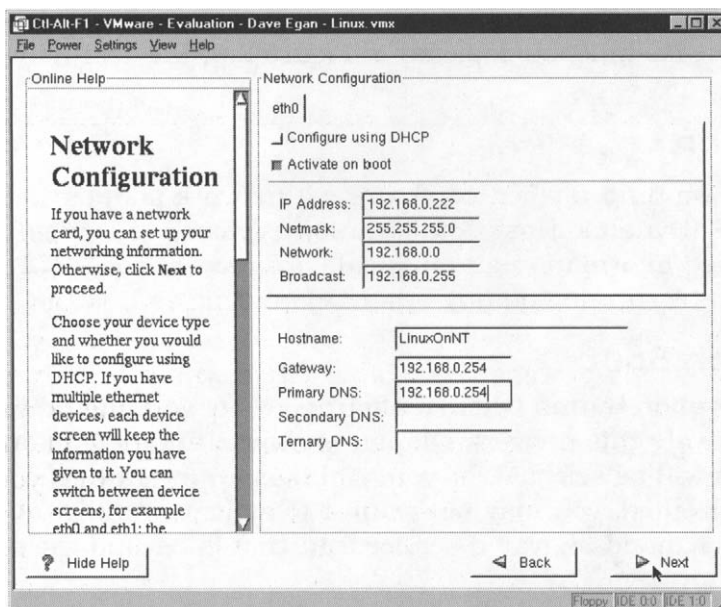 Ctl-Alt-F1 - VMware - Evaluation - Dave Egan - Linux.vmx
File Power Settings View Help
Online Help
Network
Configuration
If you have a network
card, you can set up your
networking information.
Otherwise, click Next to
proceed.
Choose your device type
and whether you would
like to configure using
DHCP. If you have
multiple ethernet
devices, each device
screen will keep the
information you have
given to it. You can
switch between device
screens, for example
eth0 and eth1; the
Network Configuration
eth0
Configure using DHCP
Activate on boot
IP Address: 192.168.0.222
Netmask: 255.255.255.0
Network: 192.168.0.0
Broadcast: 192.168.0.255
Hostname: LinuxOnNT
Gateway: 192.168.0.254
Primary DNS: 192.168.0.254
Secondary DNS:
Ternary DNS:
? Hide Help
Back
Next
Floppy IDE 0:0 IDE 1:0